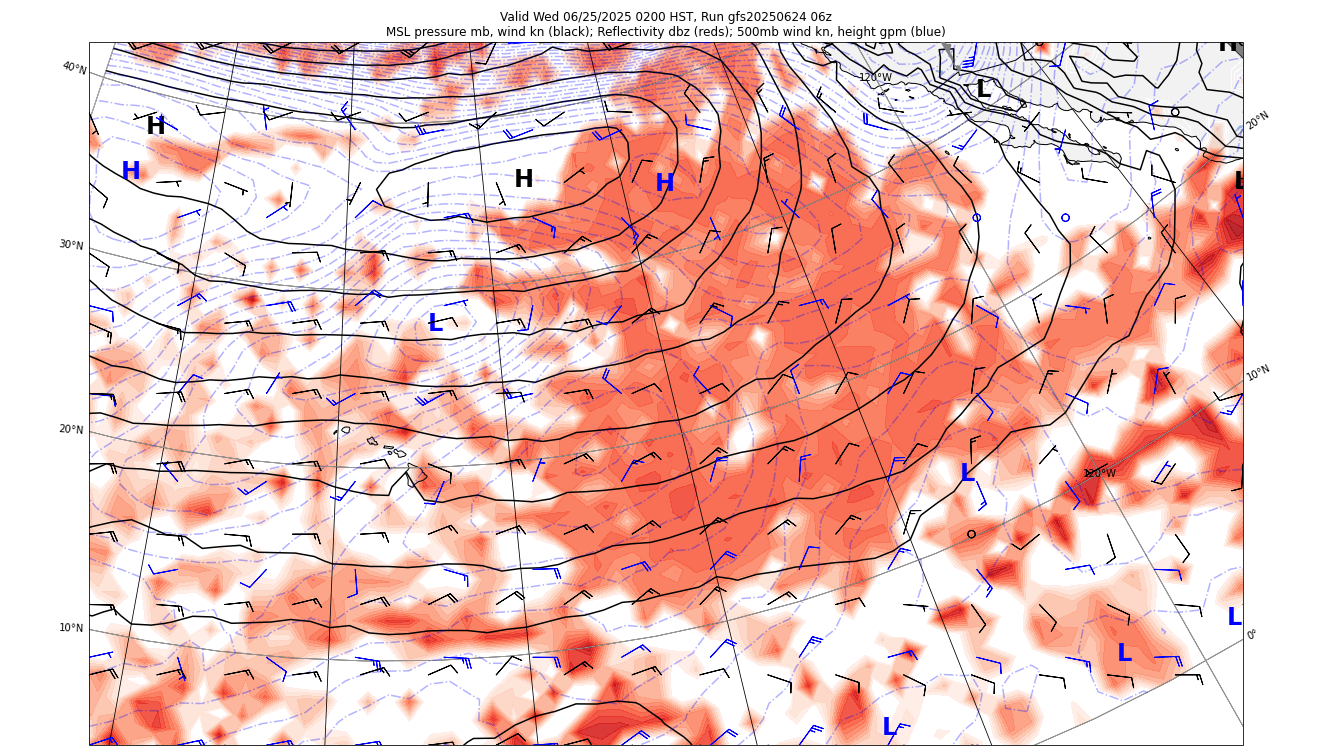 Valid Wed 06/25/2025 0200 HST, Run gfs20250624 06z
MSL pressure mb, wind kn (black); Reflectivity dbz (reds); 500mb wind kn, height gpm (blue)
H
40°N
120°W
L
20°N
H
H
H
H
30°N
L
10°N
20°N
L
120°W
10°N
L
0°
L
L